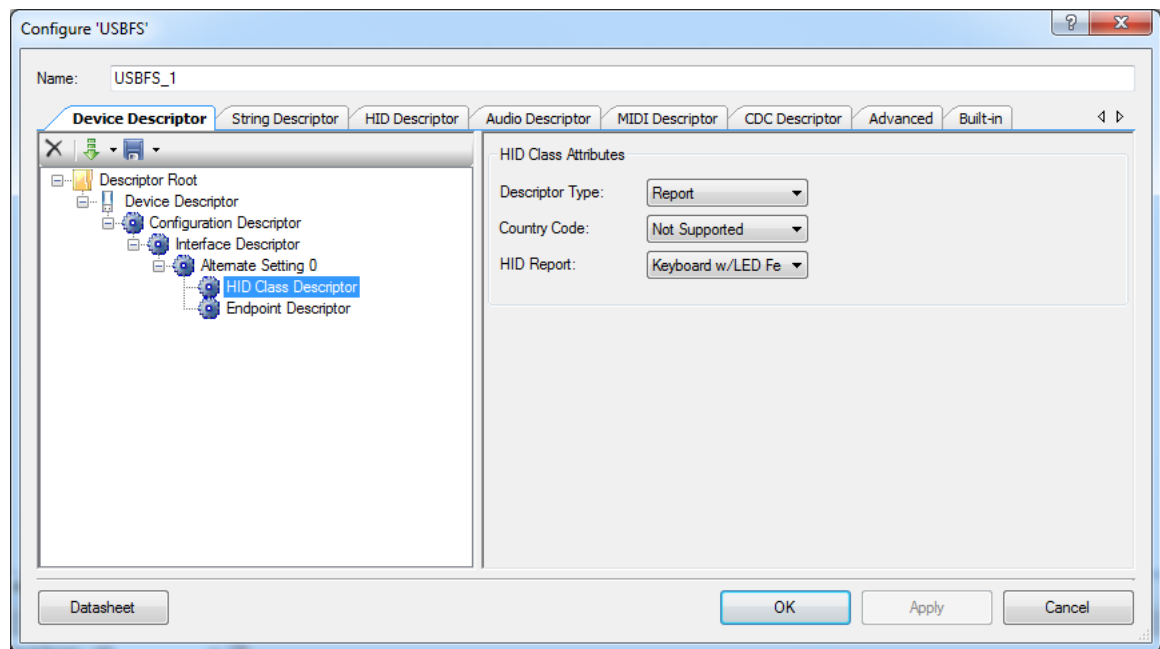 Configure 'USBFS'
Name: USBFS_1
Device Descriptor String Descriptor HID Descriptor Audio Descriptor MIDI Descriptor CDC Descriptor Advanced Built-in
Descriptor Root
Device Descriptor
Configuration Descriptor
Interface Descriptor
Alternate Setting 0
HID Class Descriptor
Endpoint Descriptor
HID Class Attributes
Descriptor Type: Report
Country Code: Not Supported
HID Report: Keyboard w/LED Fe
Datasheet OK Apply Cancel